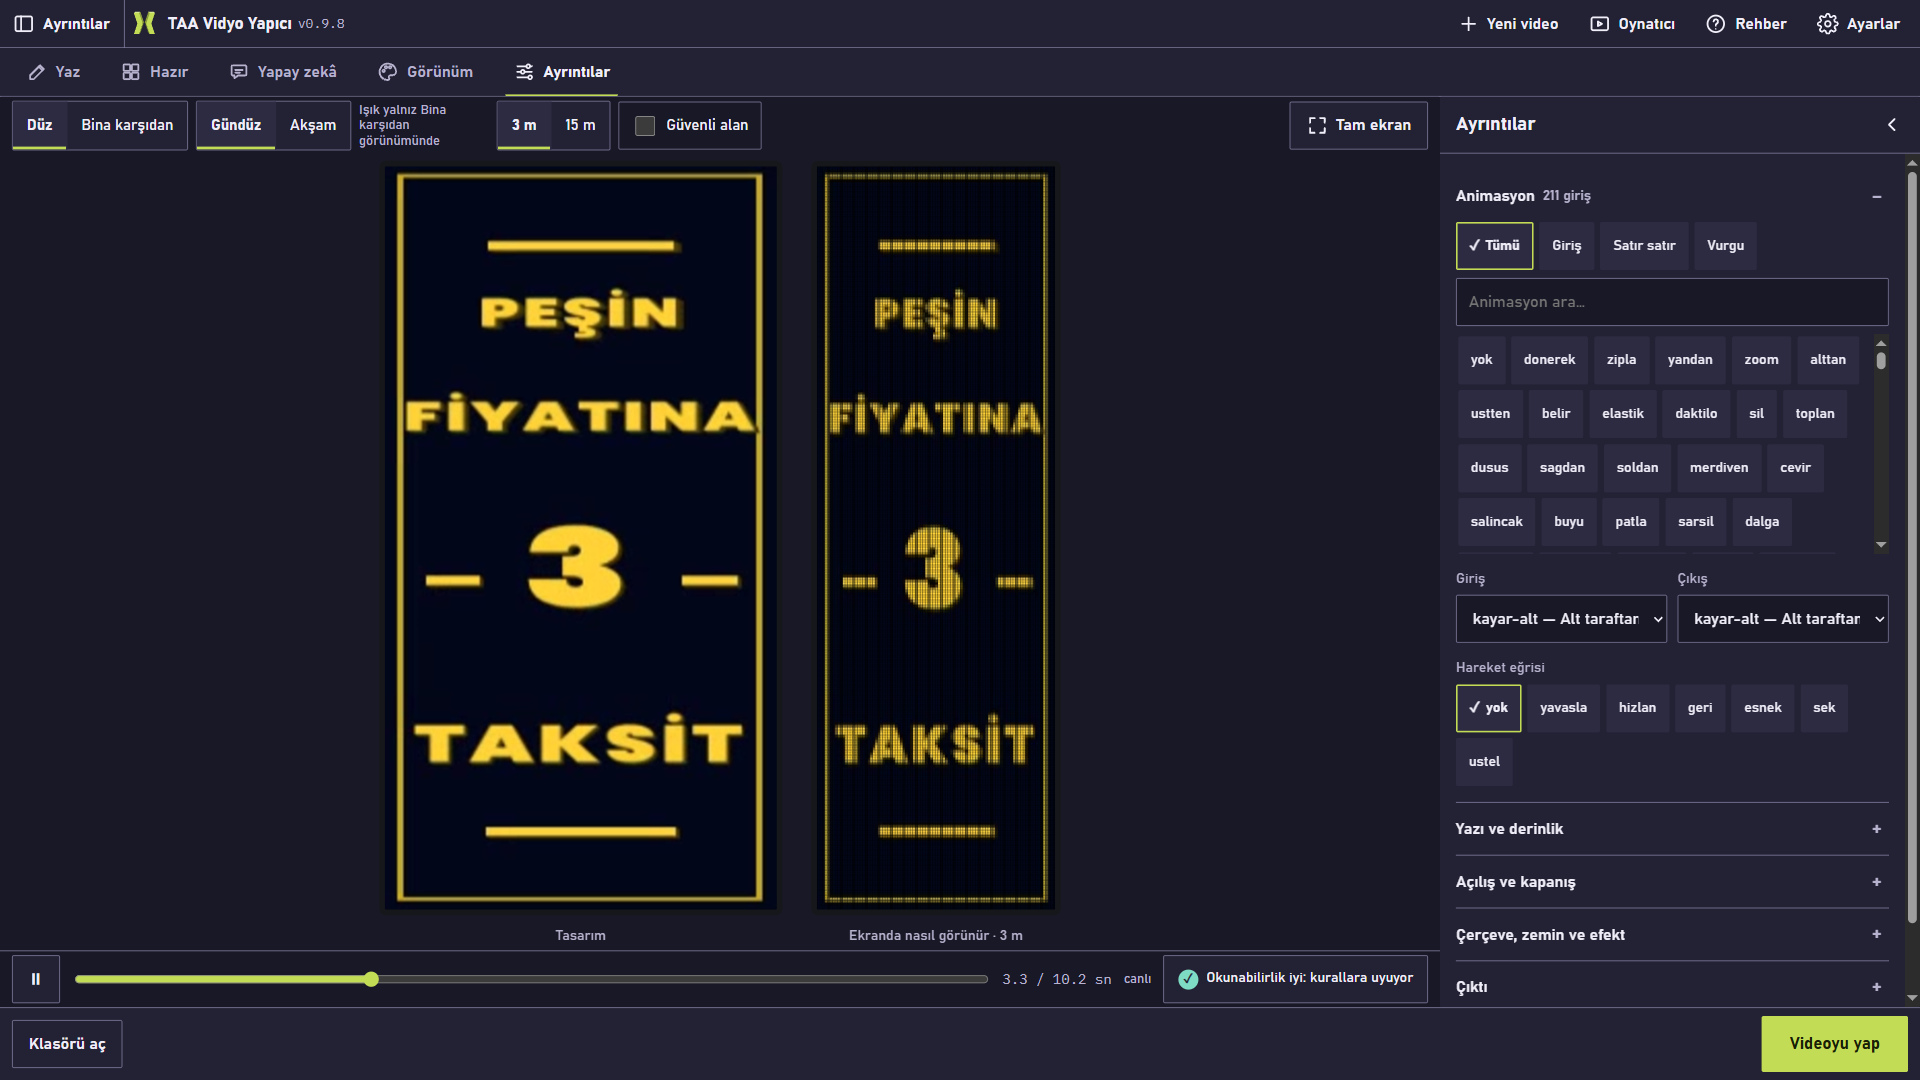 Ayrıntılar
TAA Vidyo Yapıcı v0.9.8
Yeni video
Oynatıcı
Rehber
Ayarlar
Yaz
Hazır
Yapay zekâ
Görünüm
Ayrıntılar
Düz
Bina karşıdan
Gündüz
Akşam
Işık yalnız Bina
karşıdan
görünümünde
3 m
15 m
Güvenli alan
Tam ekran
PEŞİN
FİYATINA
- 3 -
TAKSİT
Tasarım
PEŞİN
FİYATINA
- 3 -
TAKSİT
Ekranda nasıl görünür · 3 m
3.3 / 10.2 sn canlı
Okunabilirlik iyi: kurallara uyuyor
Klasörü aç
Ayrıntılar
Animasyon 211 giriş
✓ Tümü
Giriş
Satır satır
Vurgu
Animasyon ara...
yok donerek zipla yandan zoom alttan
ustten belir elastik daktilo sil toplan
dusus sagdan soldan merdiven cevir
salincak buyu patla sarsil dalga
Giriş
Çıkış
kayar-alt — Alt taraftan
kayar-alt — Alt taraftan
Hareket eğrisi
✓ yok yavasla hizlan geri esnek sek
ustel
Yazı ve derinlik +
Açılış ve kapanış +
Çerçeve, zemin ve efekt +
Çıktı +
Videoyu yap